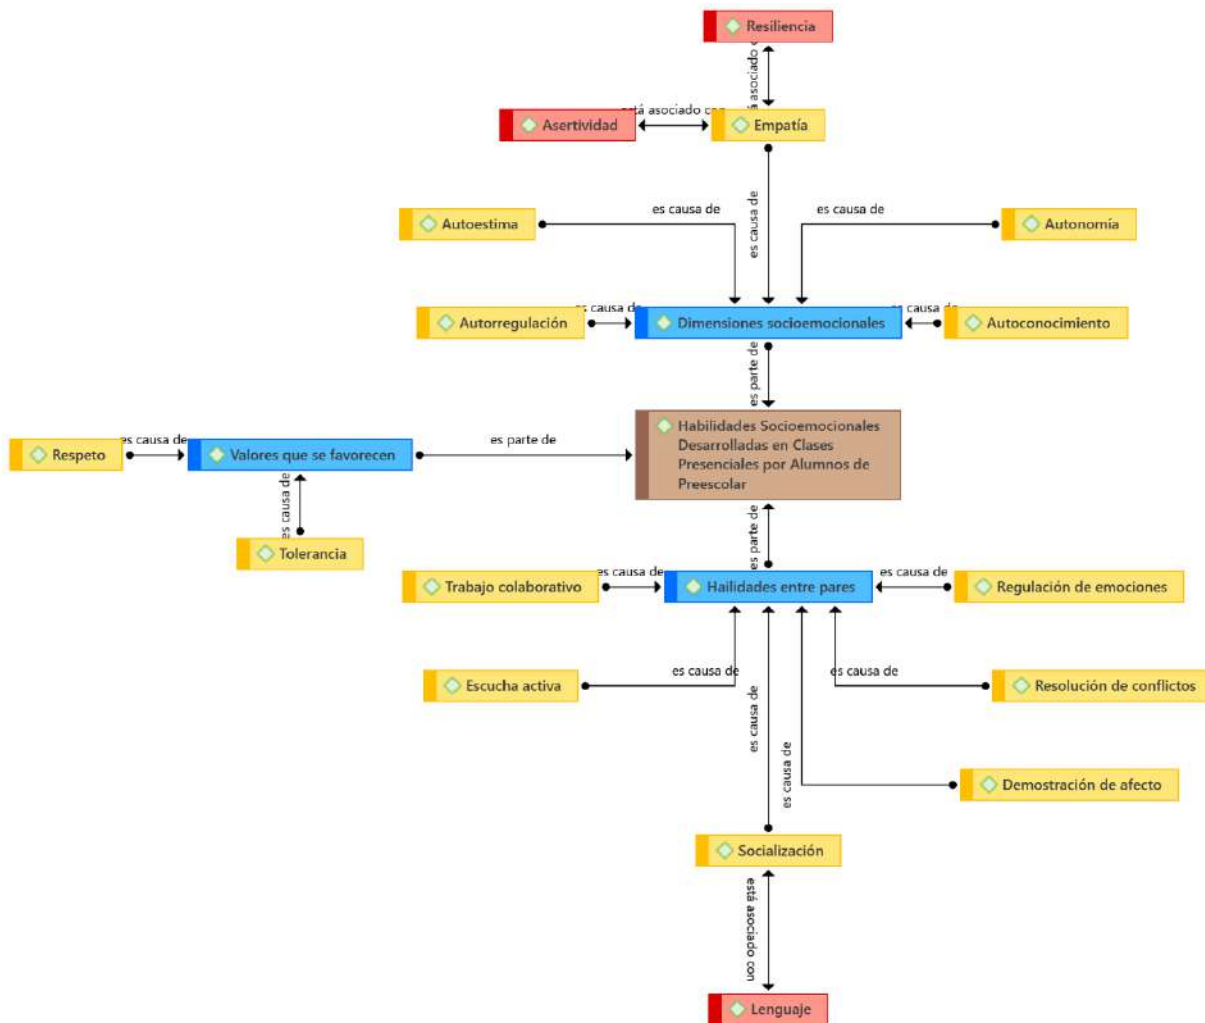 Resiliencia
está asociado con
Asertividad
Empatía
es causa de
Autoestima
es causa de
es causa de
Autonomía
Autorregulación
es causa de
Dimensiones socioemocionales
es causa de
Autoconocimiento
es parte de
Respeto
es causa de
Valores que se favorecen
es parte de
Habilidades Socioemocionales
Desarrolladas en Clases
Presenciales por Alumnos de
Preescolar
es causa de
Tolerancia
es parte de
Trabajo colaborativo
es causa de
Hailidades entre pares
es causa de
Regulación de emociones
Escucha activa
es causa de
es causa de
es causa de
es causa de
Resolución de conflictos
Demostración de afecto
Socialización
está asociado con
Lenguaje